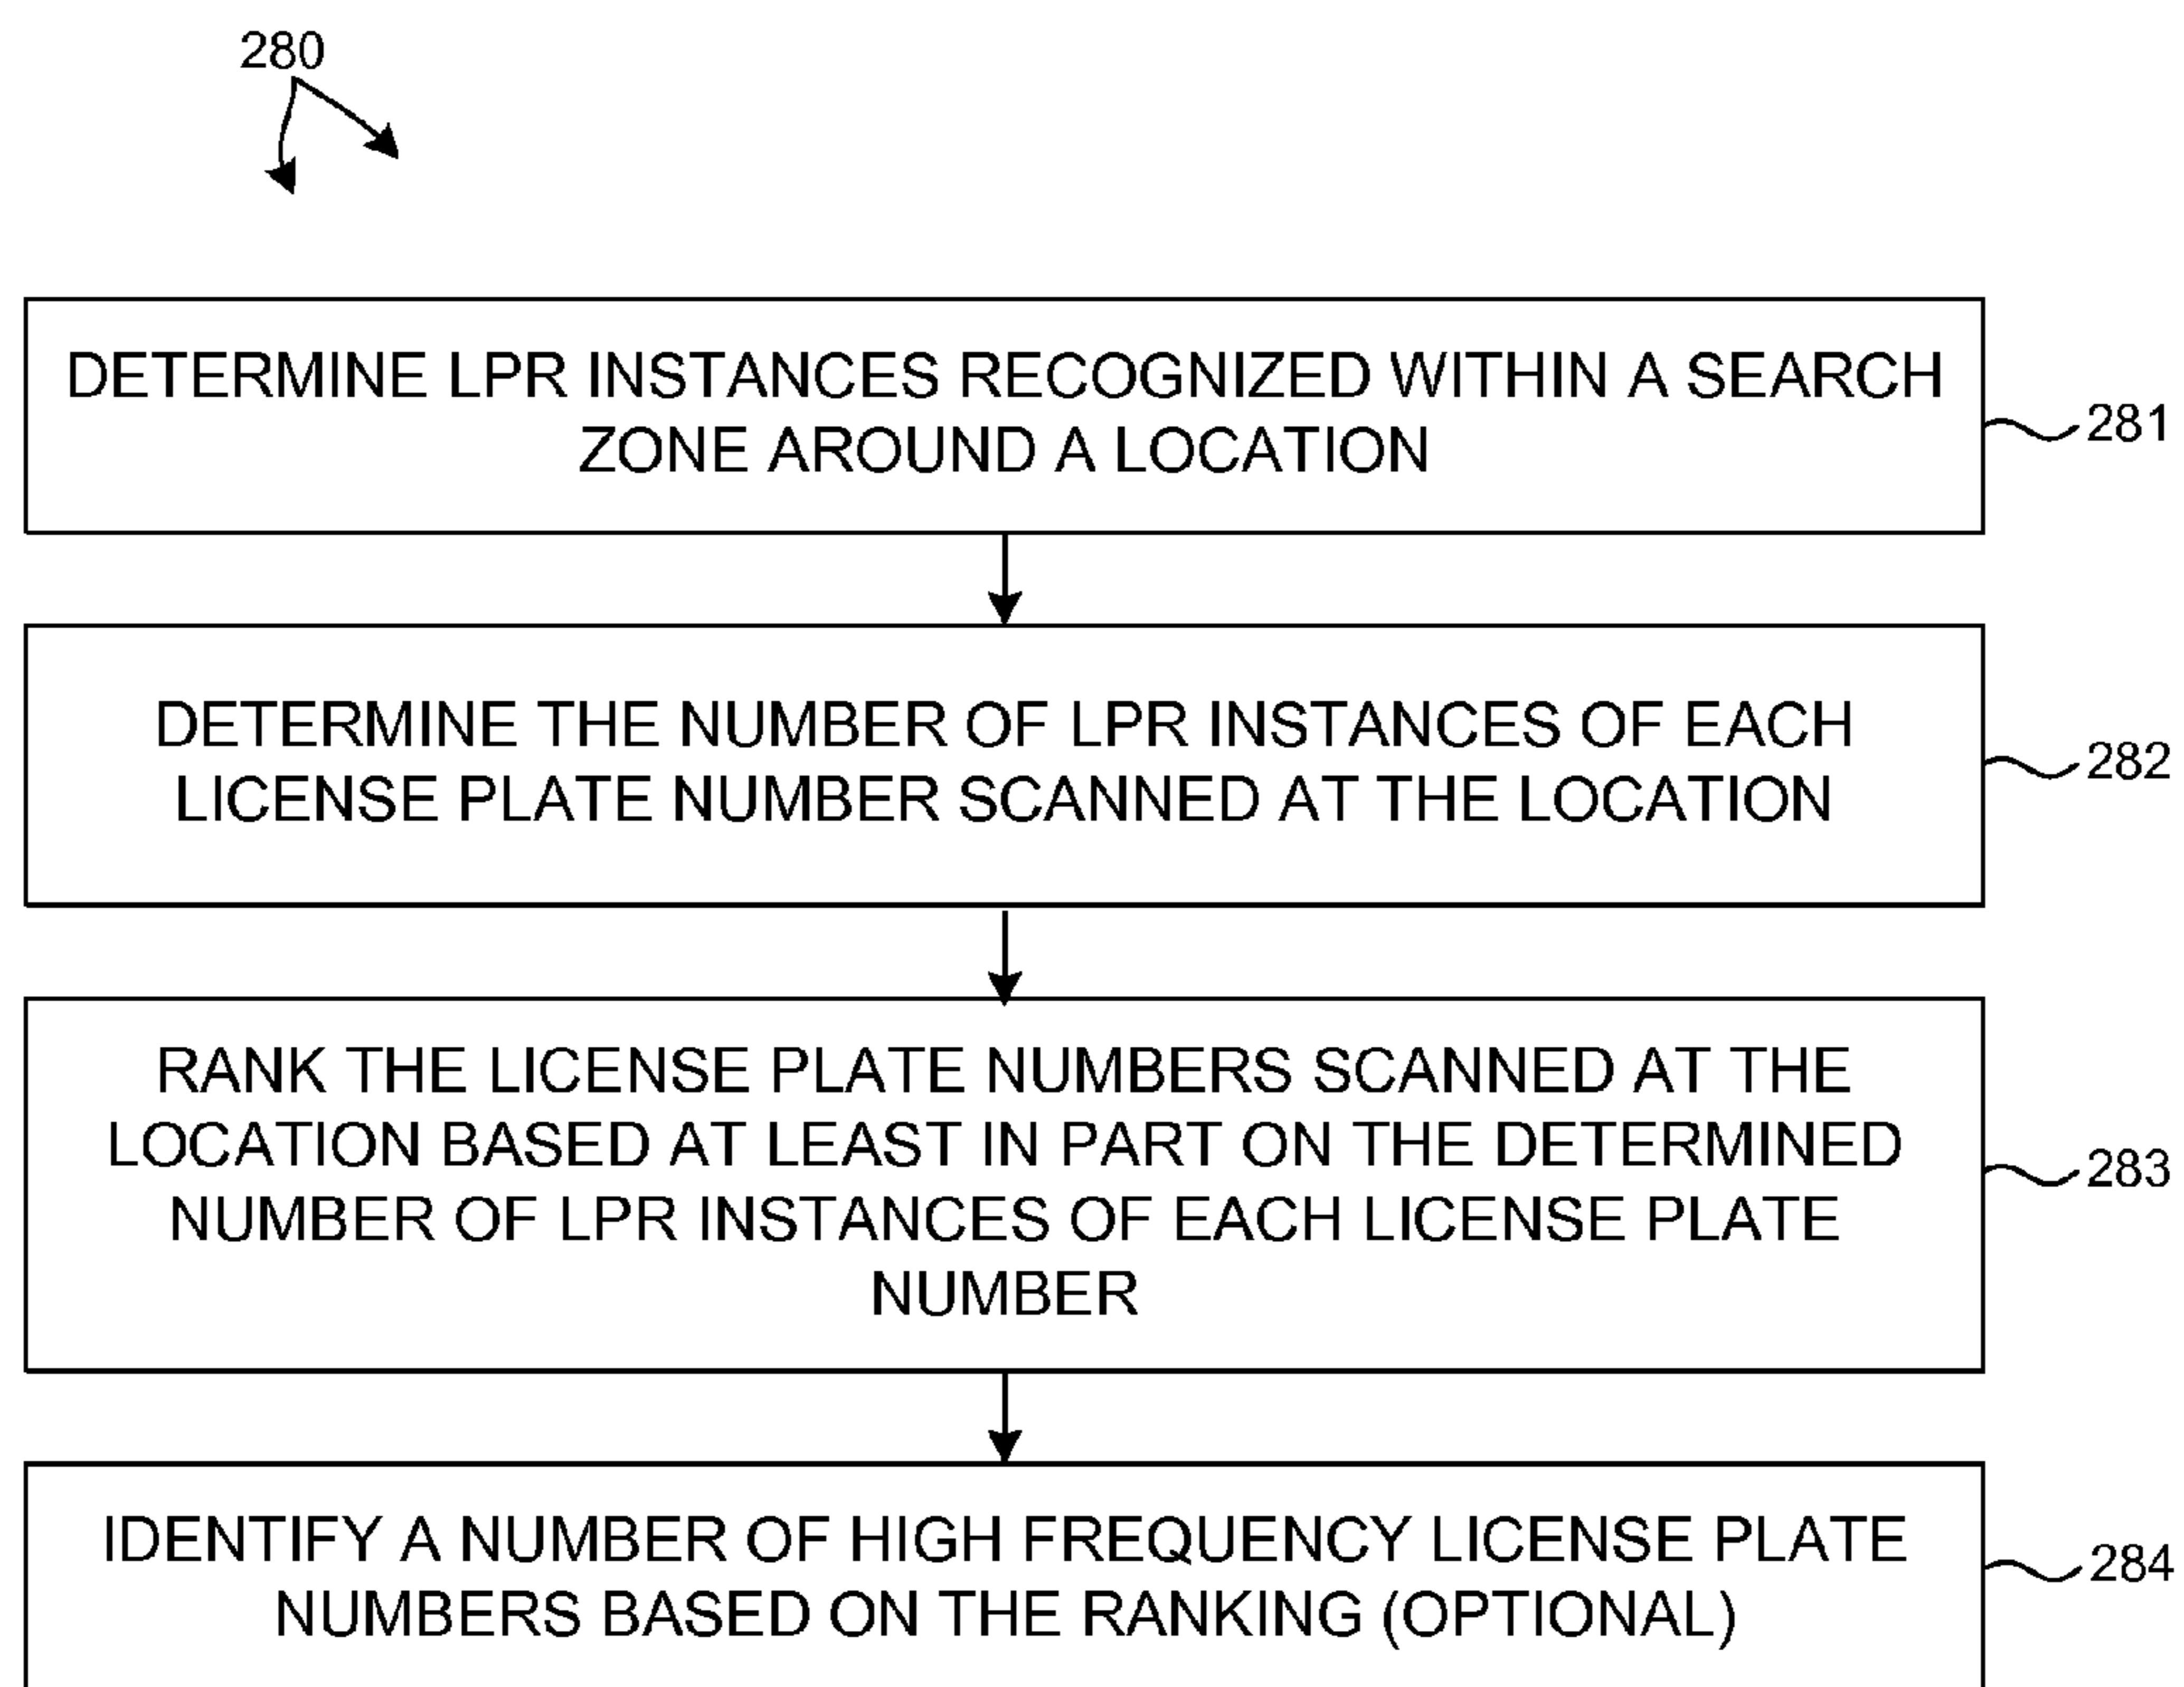 280
DETERMINE LPR INSTANCES RECOGNIZED WITHIN A SEARCH
ZONE AROUND A LOCATION
281
DETERMINE THE NUMBER OF LPR INSTANCES OF EACH
LICENSE PLATE NUMBER SCANNED AT THE LOCATION
282
RANK THE LICENSE PLATE NUMBERS SCANNED AT THE
LOCATION BASED AT LEAST IN PART ON THE DETERMINED
NUMBER OF LPR INSTANCES OF EACH LICENSE PLATE
NUMBER
283
IDENTIFY A NUMBER OF HIGH FREQUENCY LICENSE PLATE
NUMBERS BASED ON THE RANKING (OPTIONAL)
284